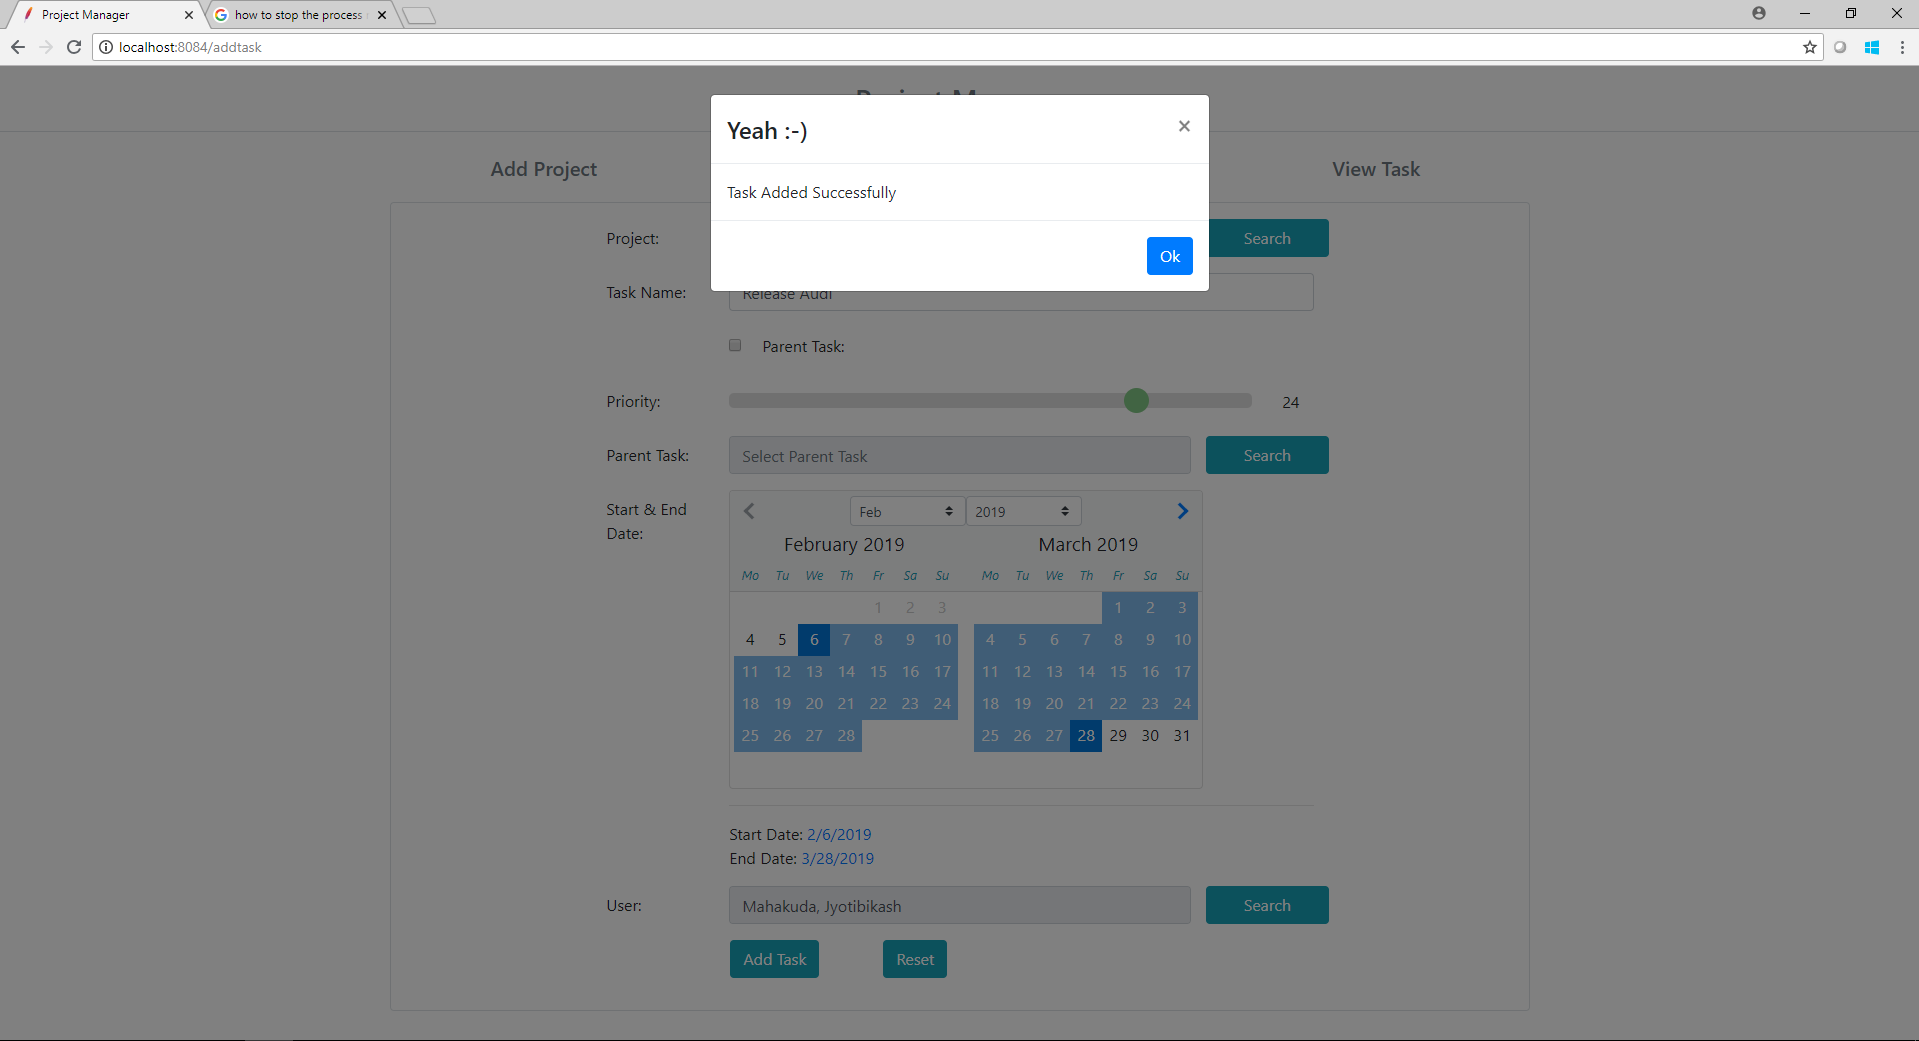 Project Manager
how to stop the process
localhost:8084/addtask
Yeah :-)
×
Task Added Successfully
Ok
Add Project
View Task
Project:
Search
Task Name:
Release Audi
Parent Task:
Priority:
24
Parent Task:
Select Parent Task
Search
Start & End
Date:
Feb
2019
February 2019
March 2019
Mo Tu We Th Fr Sa Su
Mo Tu We Th Fr Sa Su
1 2 3
1 2 3
4 5 6 7 8 9 10
4 5 6 7 8 9 10
11 12 13 14 15 16 17
11 12 13 14 15 16 17
18 19 20 21 22 23 24
18 19 20 21 22 23 24
25 26 27 28
25 26 27 28 29 30 31
Start Date: 2/6/2019
End Date: 3/28/2019
User:
Mahakuda, Jyotibikash
Search
Add Task
Reset